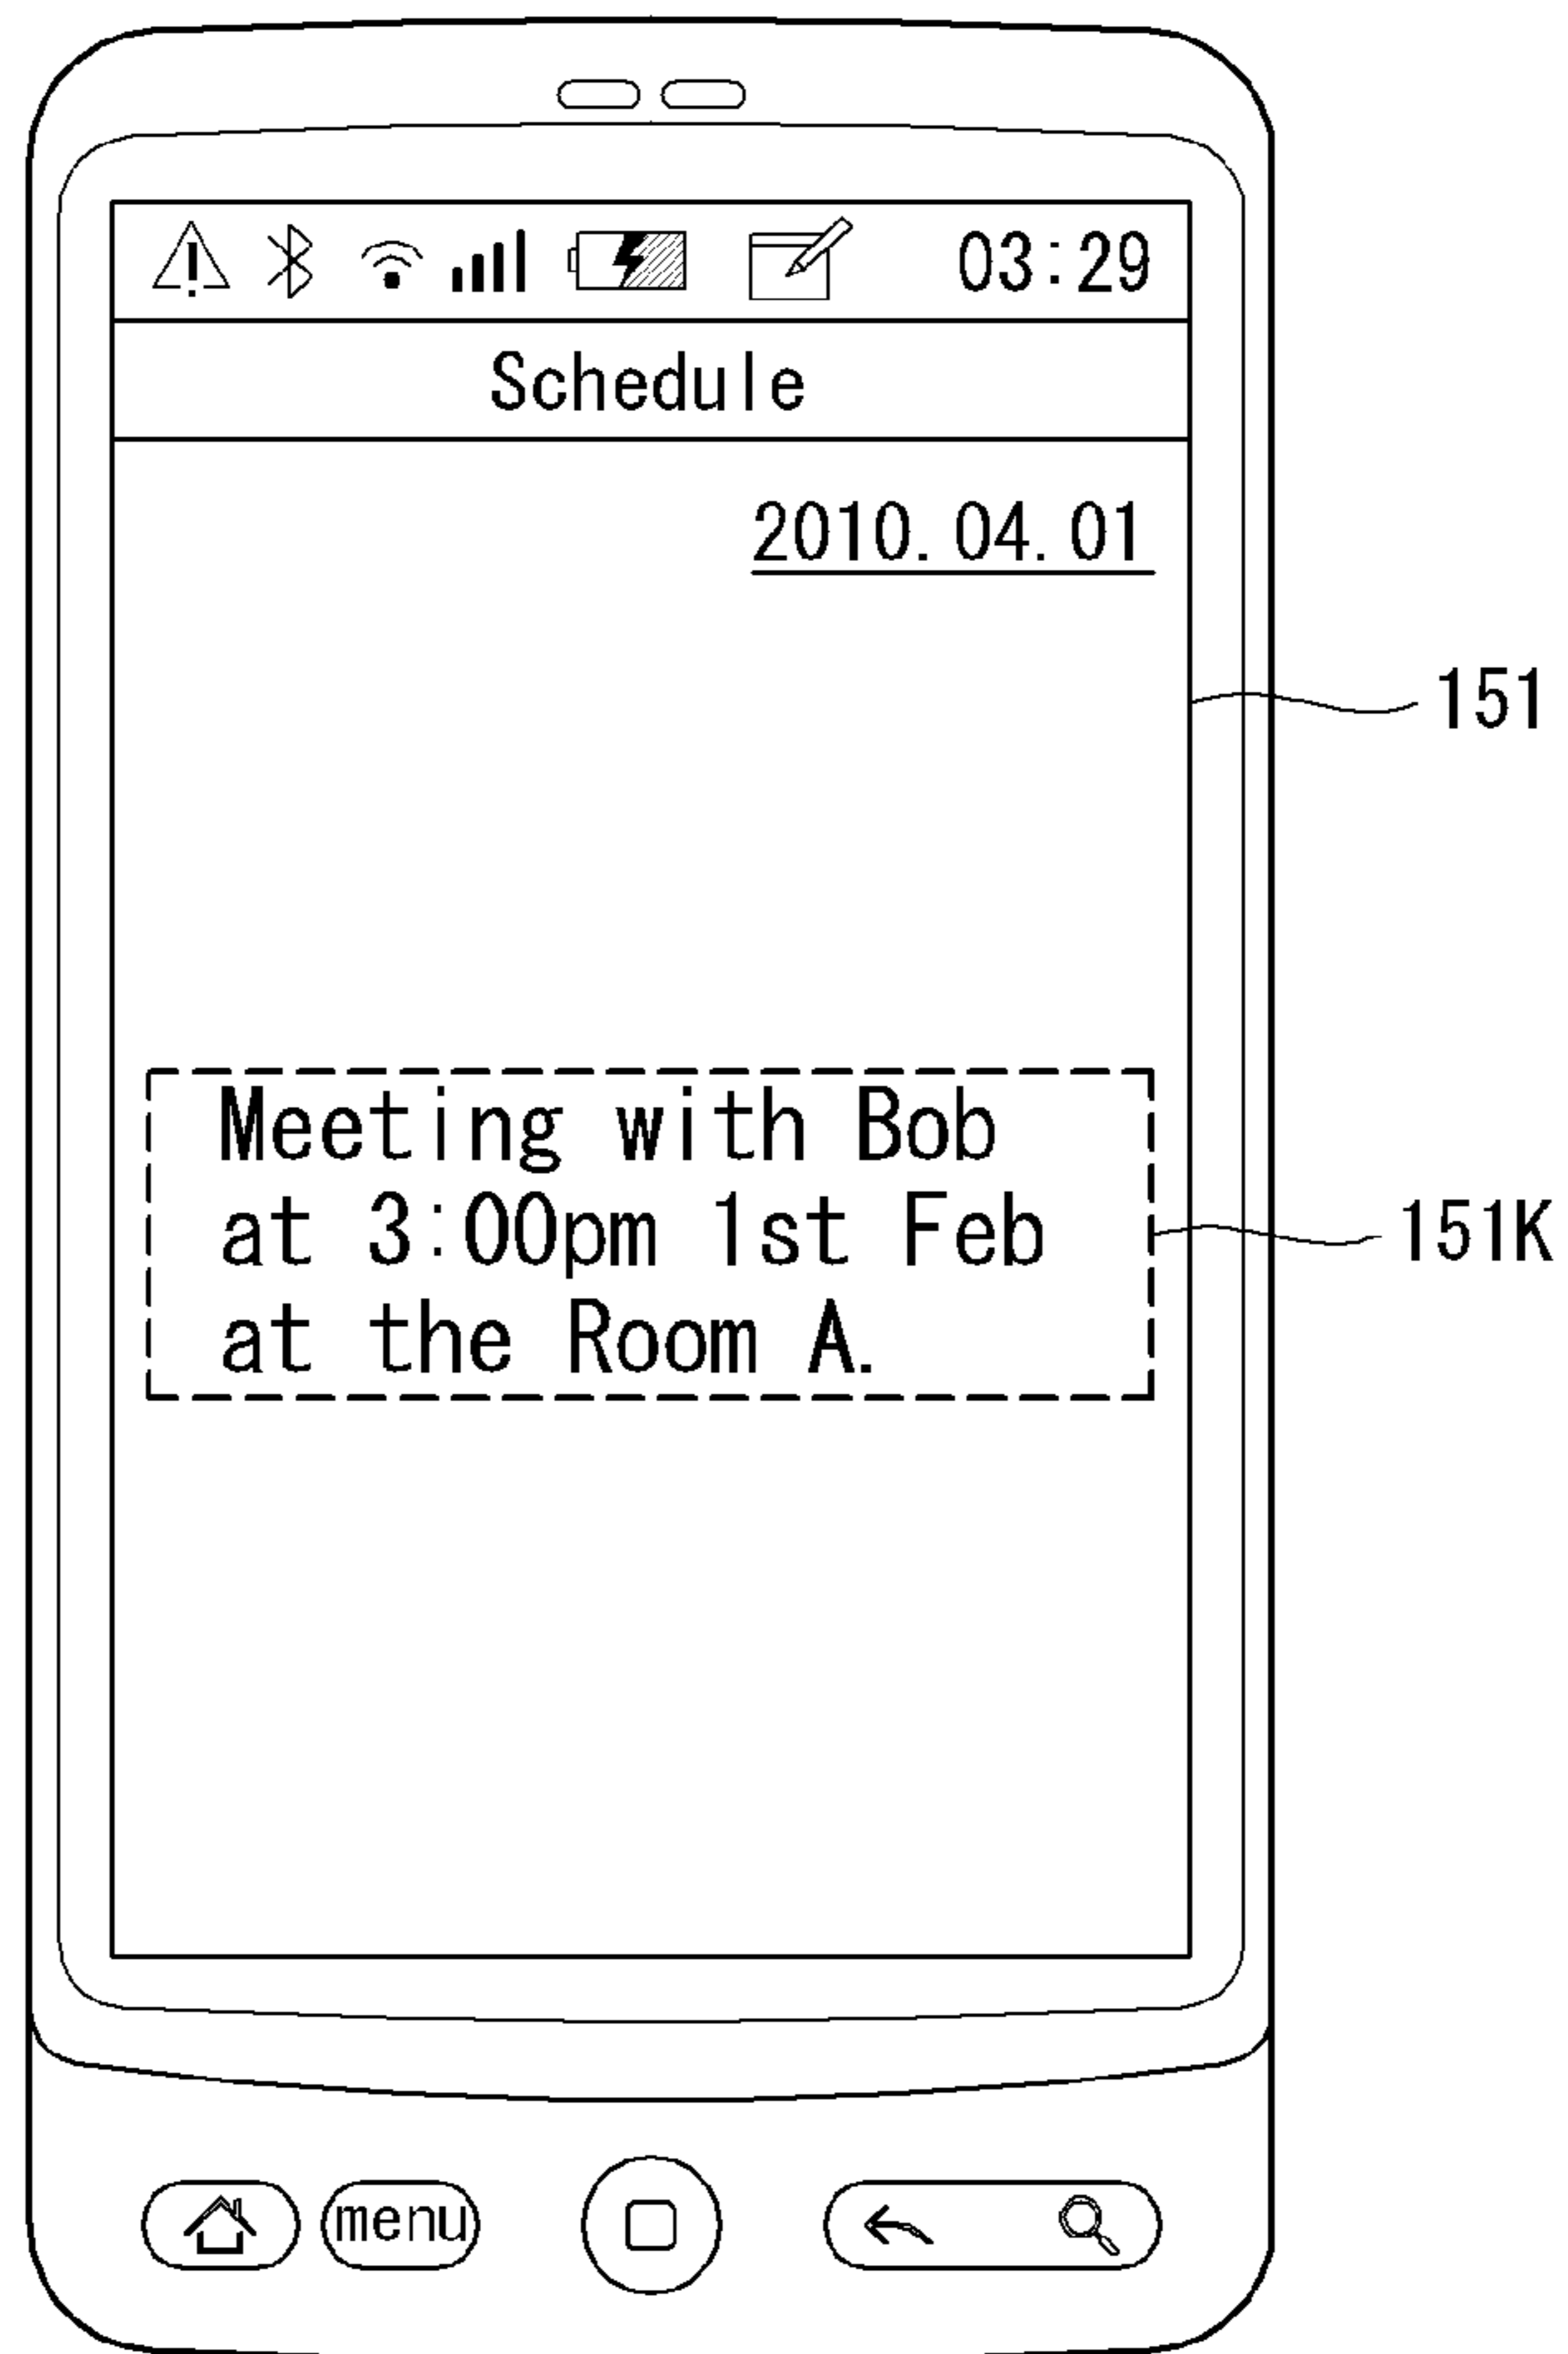 03:29
Schedule
2010.04.01
151
Meeting with Bob
at 3:00pm 1st Feb
at the Room A.
151K
menu